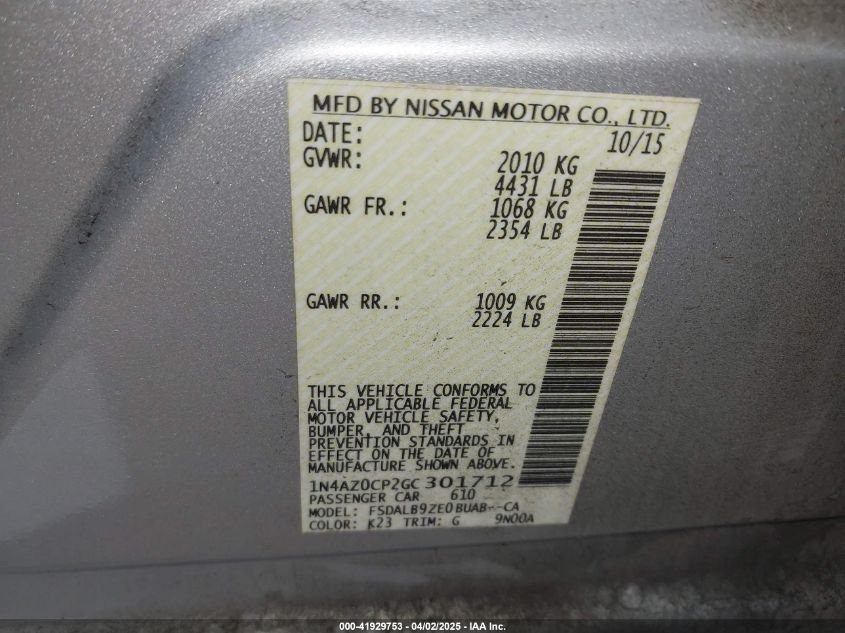 MFD BY NISSAN MOTOR CO., LTD.
DATE: 10/15
GVWR: 2010 KG
4431 LB
GAWR FR.: 1068 KG
2354 LB
GAWR RR.: 1009 KG
2224 LB
THIS VEHICLE CONFORMS TO
ALL APPLICABLE FEDERAL
MOTOR VEHICLE SAFETY,
BUMPER, AND THEFT
PREVENTION STANDARDS IN
EFFECT ON THE DATE OF
MANUFACTURE SHOWN ABOVE.
1N4AZ0CP2GC301712
PASSENGER CAR 610
MODEL: FSDALB9ZE0BUAB--CA
COLOR: K23 TRIM: G 9N00A
000-41929753 - 04/02/2025 - IAA Inc.